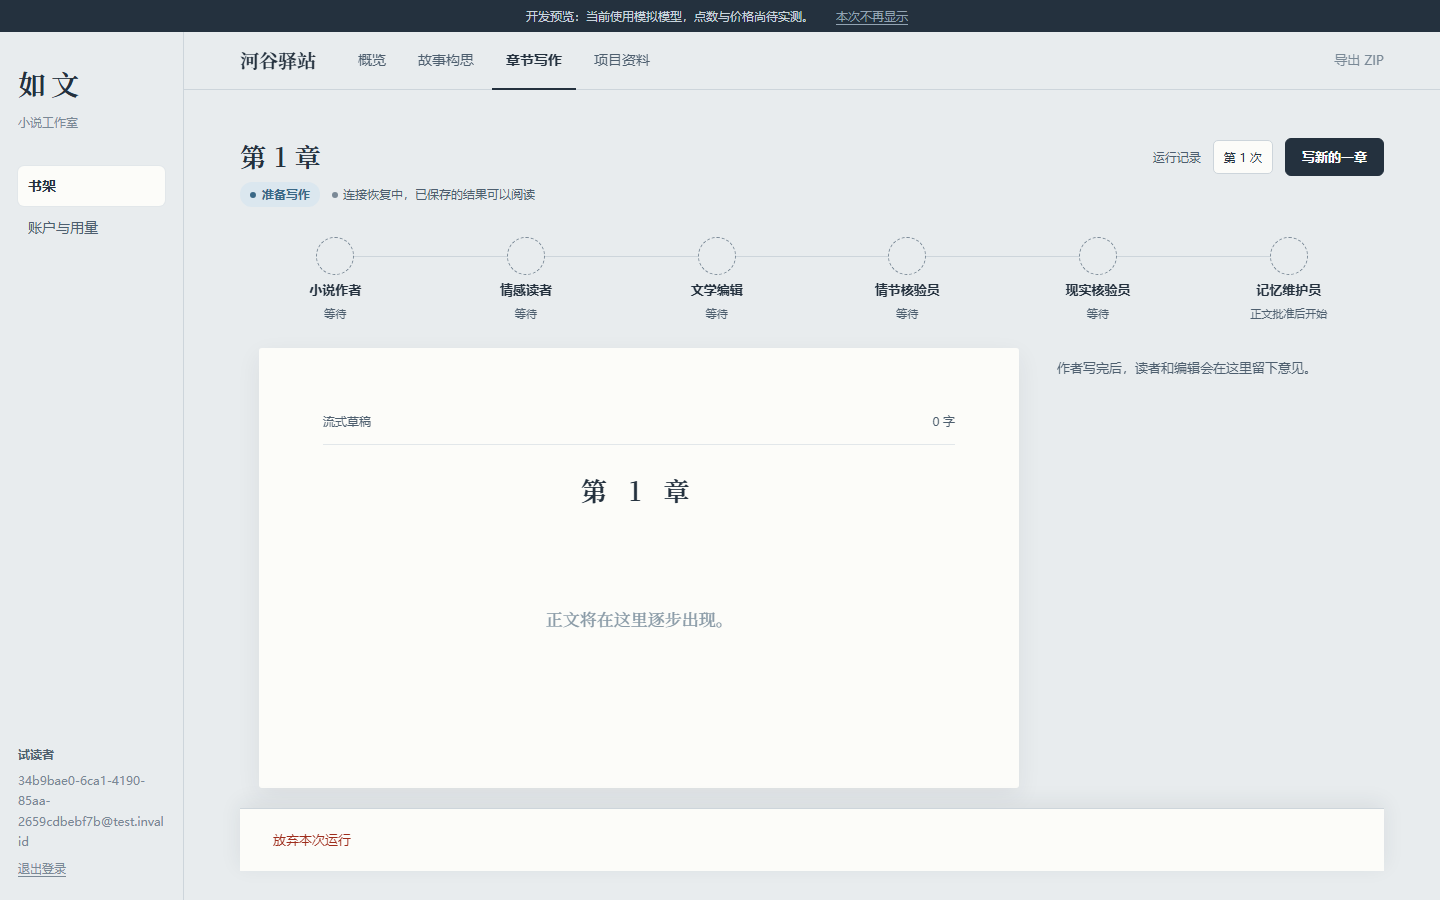 开发预览：当前使用模拟模型，点数与价格尚待实测。 本次不再显示
如文
小说工作室
书架
账户与用量
试读者
34b9bae0-6ca1-4190-
85aa-
2659cdbebf7b@test.inval
id
退出登录
河谷驿站 概览 故事构思 章节写作 项目资料 导出 ZIP
第 1 章
运行记录 第 1 次 写新的一章
准备写作 连接恢复中，已保存的结果可以阅读
小说作者 情感读者 文学编辑 情节核验员 现实核验员 记忆维护员
等待 等待 等待 等待 等待 正文批准后开始
流式草稿 0 字
第 1 章
正文将在这里逐步出现。
作者写完后，读者和编辑会在这里留下意见。
放弃本次运行